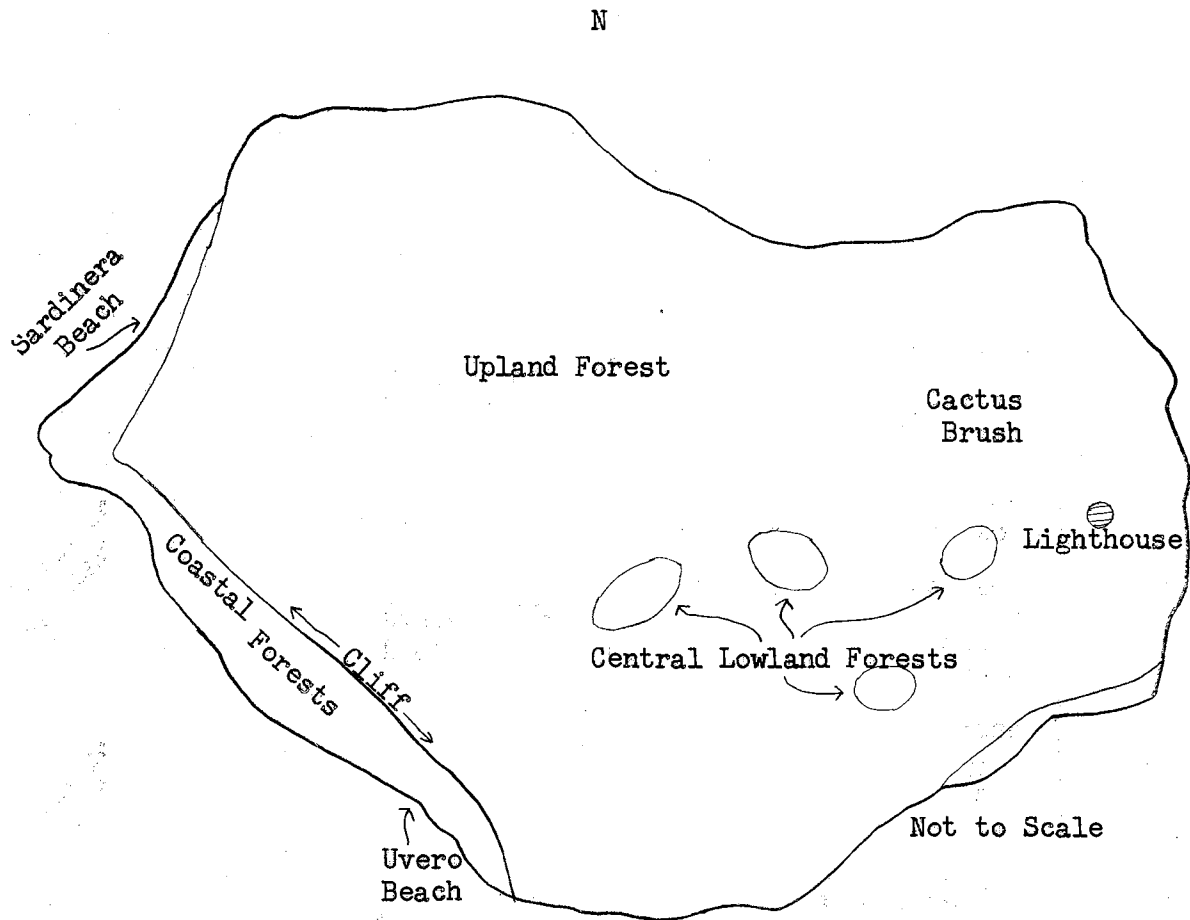 N
Sardinera
Beach
Upland Forest
Cactus
Brush
Lighthouse
Coastal Forests
Cliff
Central Lowland Forests
Not to Scale
Uvero
Beach